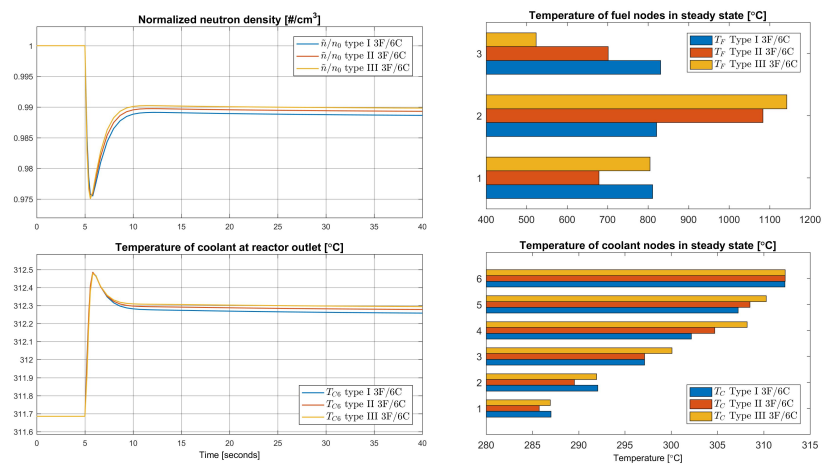 Normalized neutron density [#/cm³]
ñ/n₀ type I 3F/6C
ñ/n₀ type II 3F/6C
ñ/n₀ type III 3F/6C
1
0.995
0.99
0.985
0.98
0.975
0 5 10 15 20 25 30 35 40
Temperature of coolant at reactor outlet [°C]
312.5
312.4
312.3
312.2
312.1
312
311.9
311.8
311.7
311.6
T_C6 type I 3F/6C
T_C6 type II 3F/6C
T_C6 type III 3F/6C
0 5 10 15 20 25 30 35 40
Time [seconds]
Temperature of fuel nodes in steady state [°C]
T_F Type I 3F/6C
T_F Type II 3F/6C
T_F Type III 3F/6C
3
2
1
400 500 600 700 800 900 1000 1100 1200
Temperature of coolant nodes in steady state [°C]
6
5
4
3
2
1
T_C Type I 3F/6C
T_C Type II 3F/6C
T_C Type III 3F/6C
280 285 290 295 300 305 310 315
Temperature [°C]